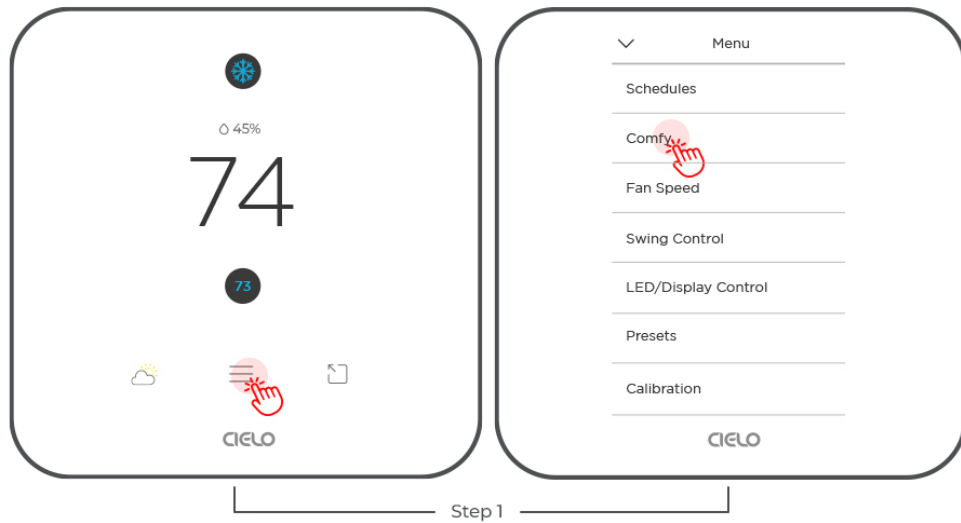 45%
74
73
CIELO
Menu
Schedules
Comfy
Fan Speed
Swing Control
LED/Display Control
Presets
Calibration
CIELO
Step 1